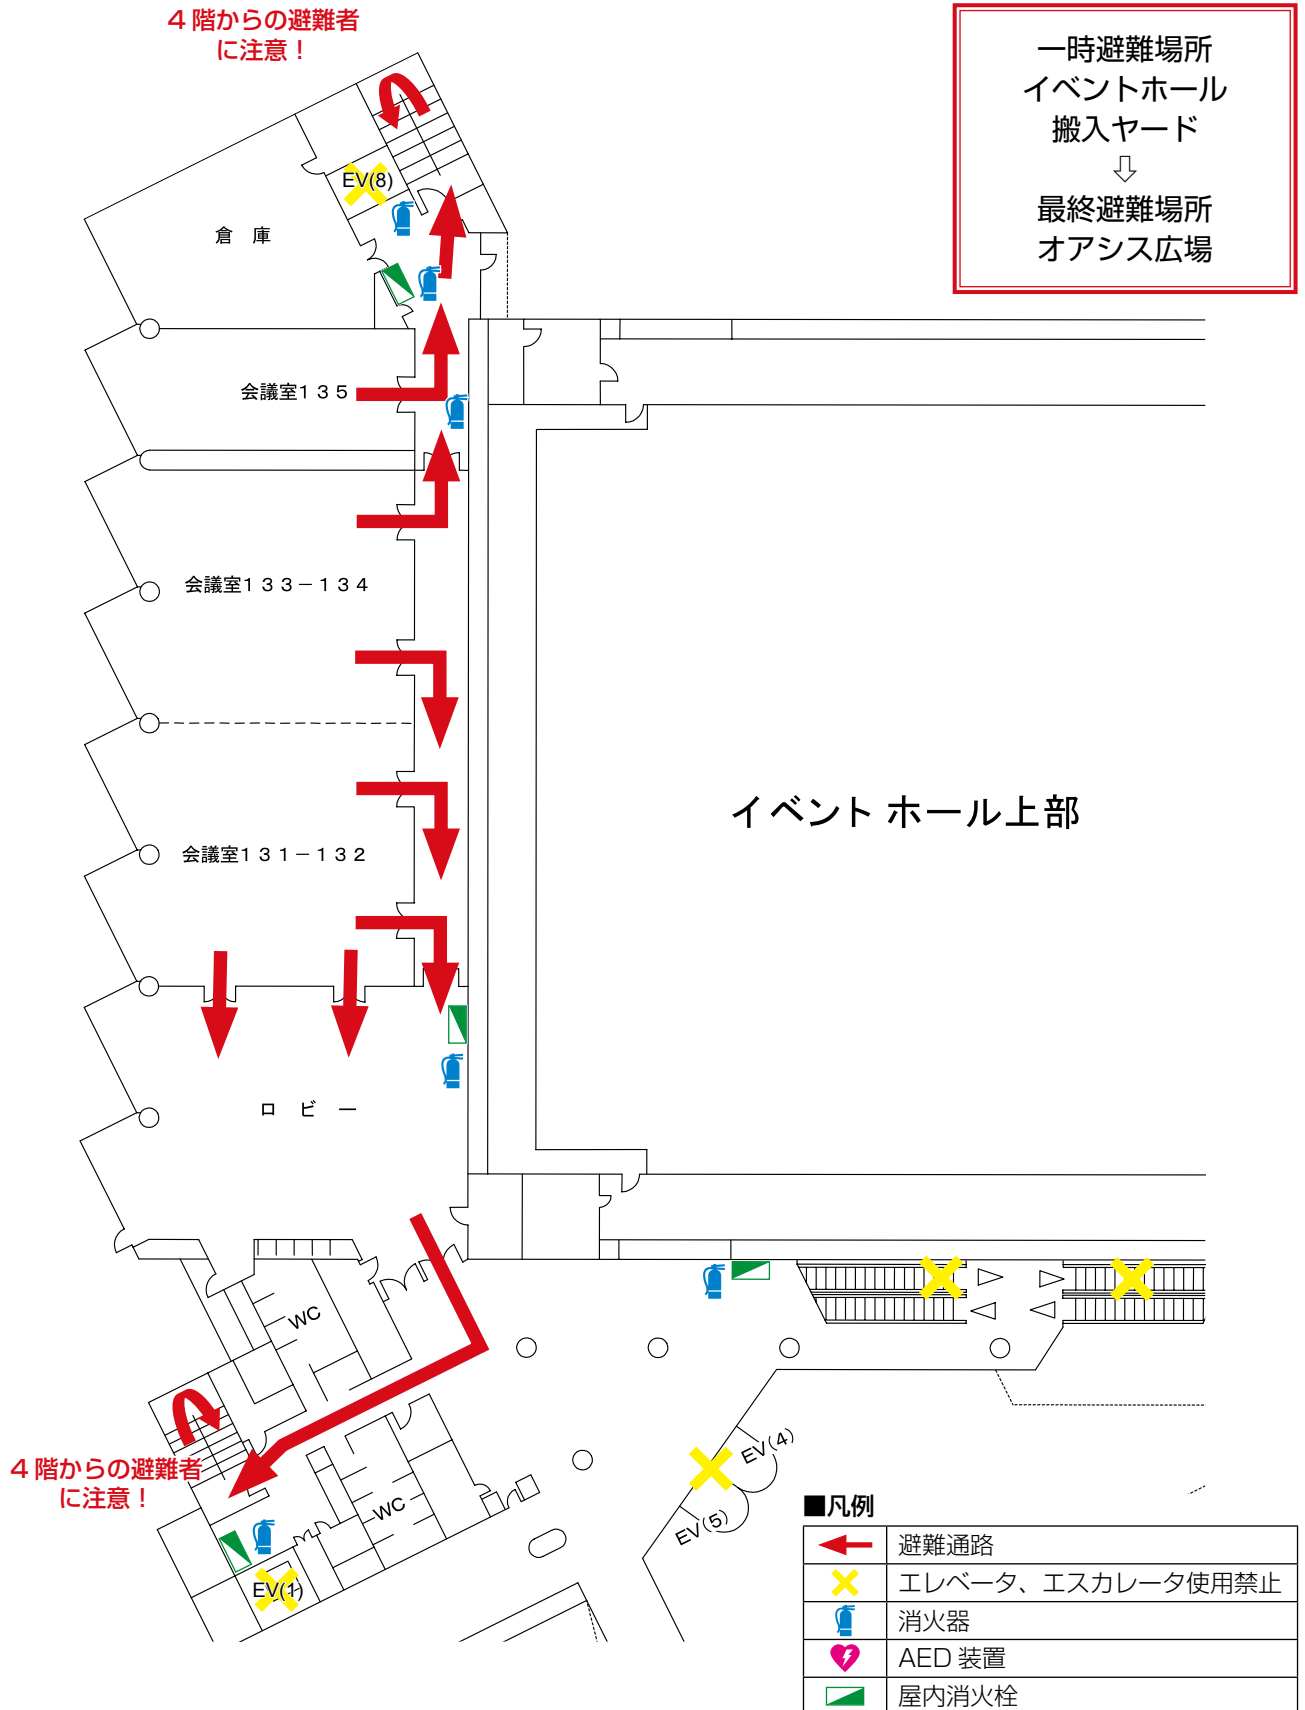 4 階からの避難者
に注意！
一時避難場所
イベントホール
搬入ヤード
⇩
最終避難場所
オアシス広場
EV(8)
倉　庫
会議室１３５
会議室１３３－１３４
イベント ホール上部
会議室１３１－１３２
ロ　ビ　ー
WC
4 階からの避難者
に注意！
WC
EV(1)
EV(4)
EV(5)
■凡例
避難通路
エレベータ、エスカレータ使用禁止
消火器
AED 装置
屋内消火栓